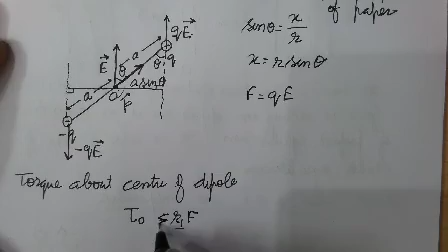 of paper
qE
sinθ = x/r
x = r sinθ
F = qE
E
a
θ
θ
q
a sinθ
a
O
p
-q
-qE
Torque about centre of dipole
τ₀ = r⊥F